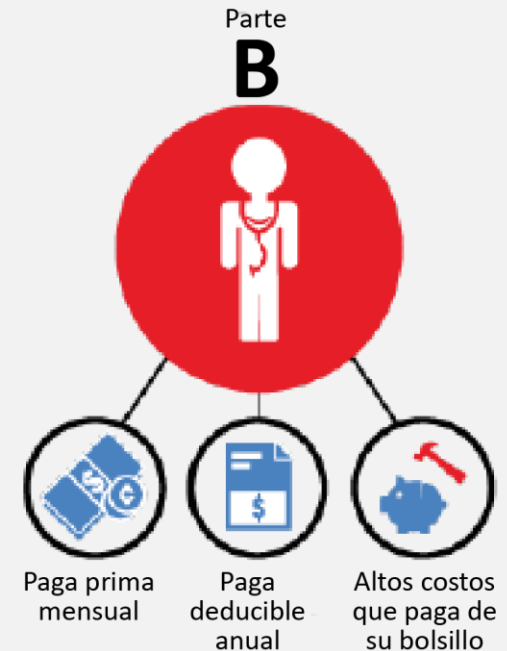 Parte
B
$
¢
$
Paga prima
mensual
Paga
deducible
anual
Altos costos
que paga de
su bolsillo